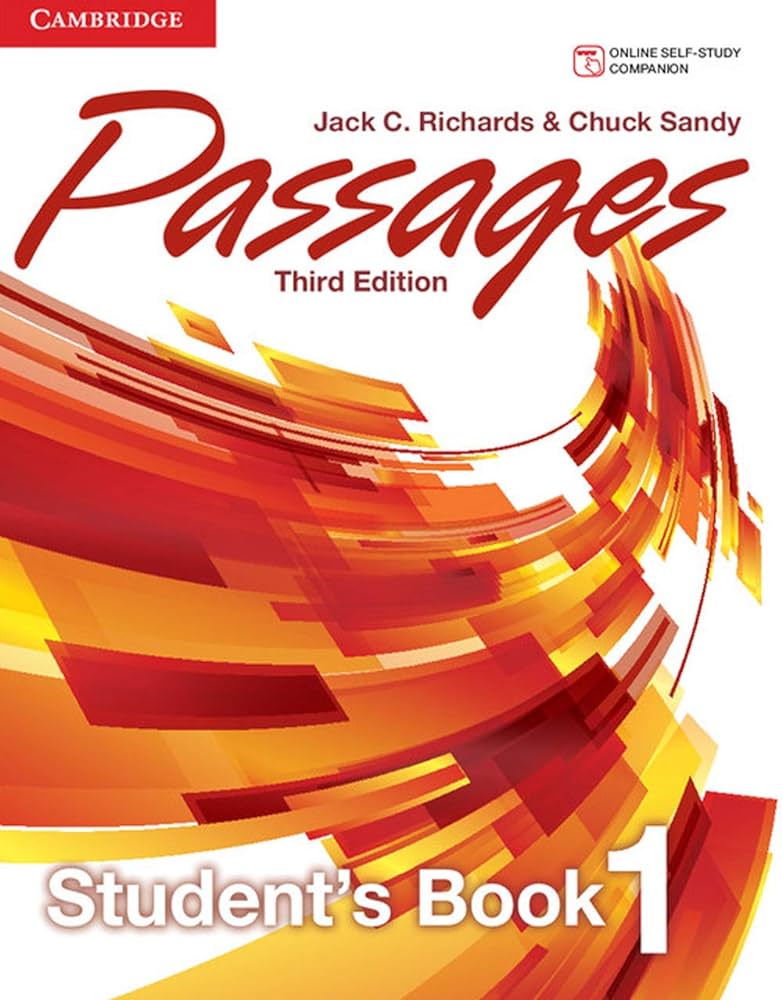 CAMBRIDGE
ONLINE SELF-STUDY
COMPANION
Jack C. Richards & Chuck Sandy
Passages
Third Edition
Student's Book 1